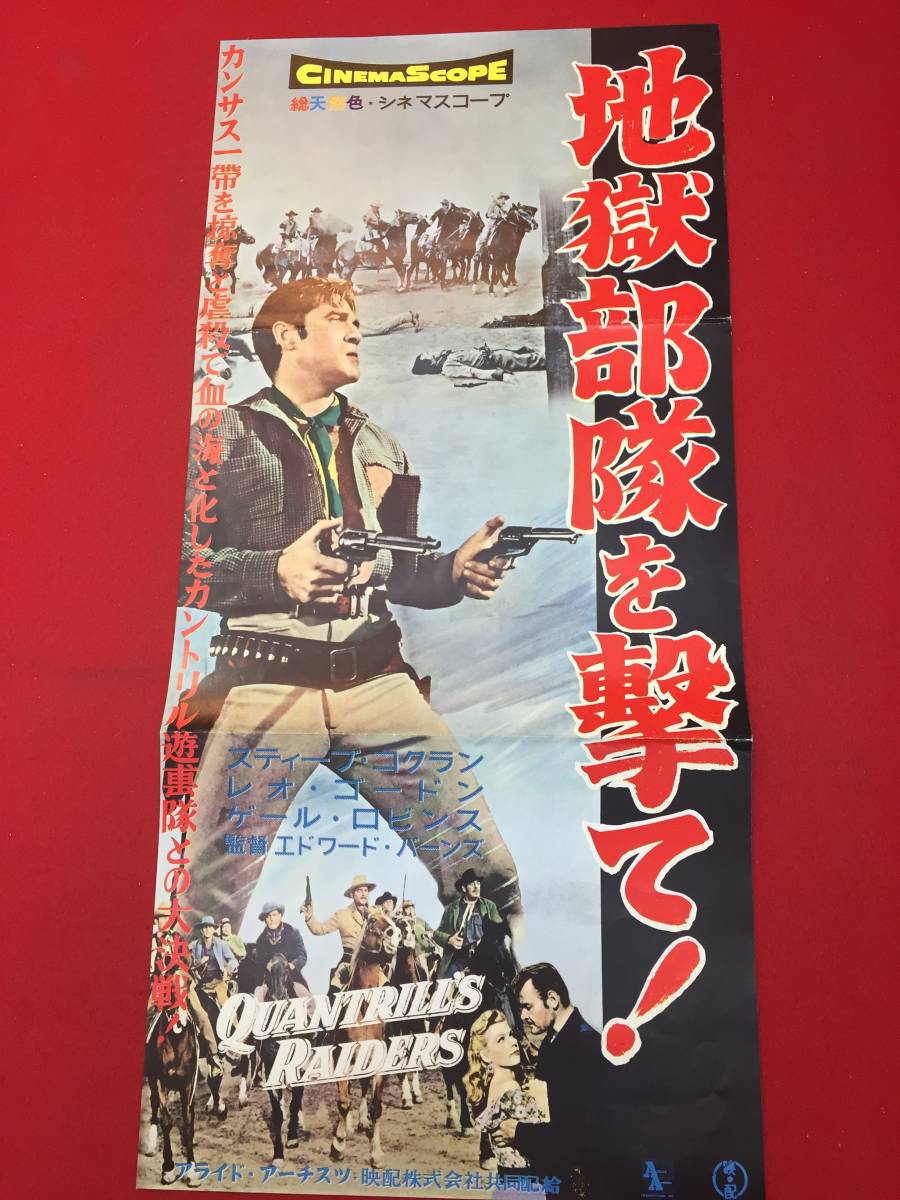 CINEMASCOPE
総天然色・シネマスコープ
地獄部隊を撃て!
カンサス一帯を掠奪と虐殺で血の海と化したカントリル遊撃隊との大決戦!
スティーブ・コクラン
レオ・ゴードン
ゲール・ロビンス
監督 エドワード・バーンズ
QUANTRILL'S
RAIDERS
アライド・アーチスツ・映配株式会社共同配給
映・配